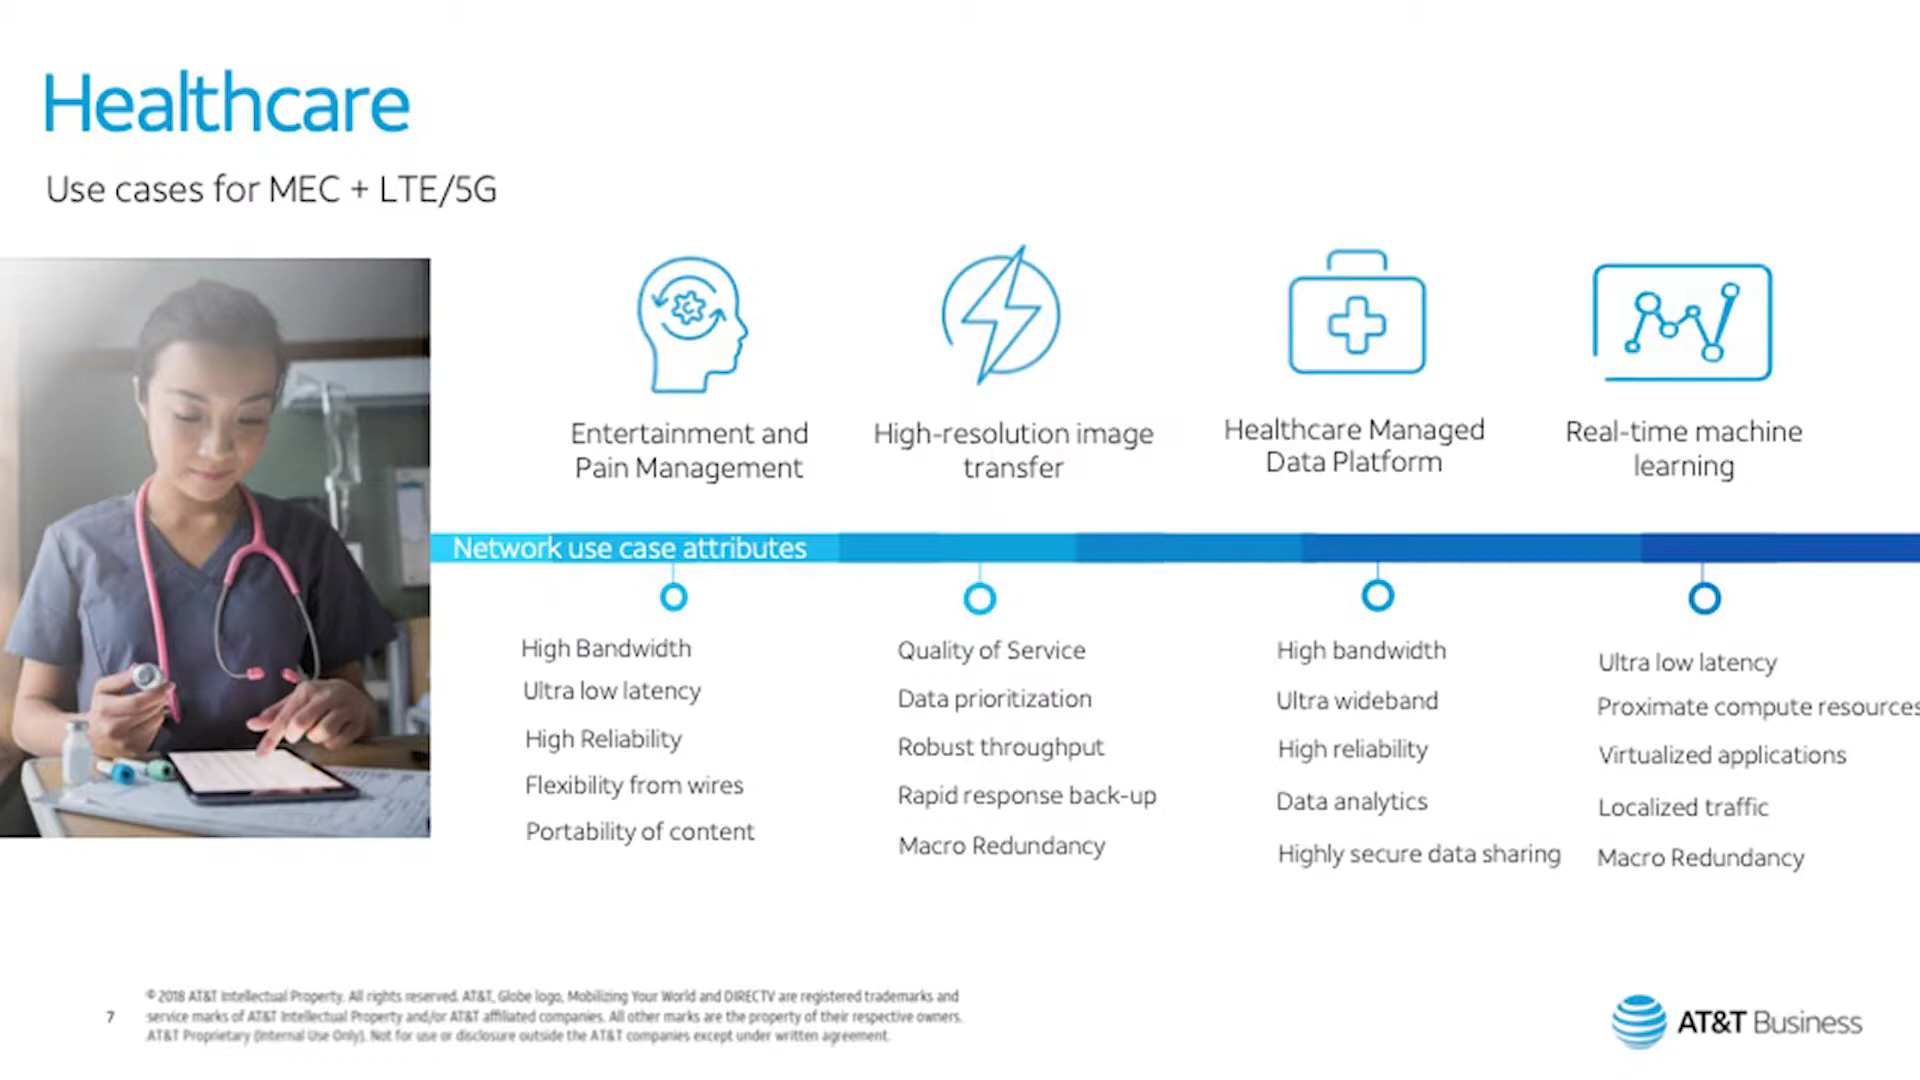 Healthcare
Use cases for MEC + LTE/5G
Entertainment and
Pain Management
High-resolution image
transfer
Healthcare Managed
Data Platform
Real-time machine
learning
Network use case attributes
High Bandwidth
Ultra low latency
High Reliability
Flexibility from wires
Portability of content
Quality of Service
Data prioritization
Robust throughput
Rapid response back-up
Macro Redundancy
High bandwidth
Ultra wideband
High reliability
Data analytics
Highly secure data sharing
Ultra low latency
Proximate compute resources
Virtualized applications
Localized traffic
Macro Redundancy
7
© 2018 AT&T Intellectual Property. All rights reserved. AT&T, Globe logo, Mobilizing Your World and DIRECTV are registered trademarks and
service marks of AT&T Intellectual Property and/or AT&T affiliated companies. All other marks are the property of their respective owners.
AT&T Proprietary (Internal Use Only). Not for use or disclosure outside the AT&T companies except under written agreement.
AT&T Business